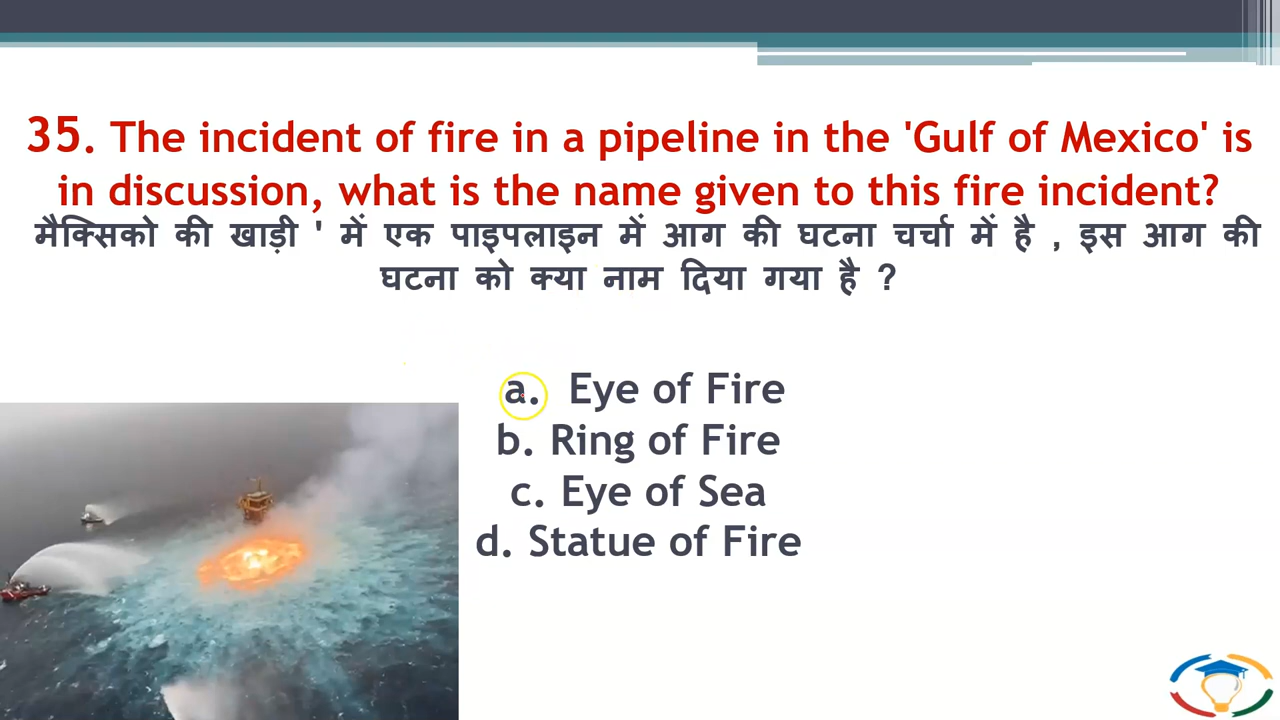 35. The incident of fire in a pipeline in the 'Gulf of Mexico' is
in discussion, what is the name given to this fire incident?
मैक्सिको की खाड़ी ' में एक पाइपलाइन में आग की घटना चर्चा में है , इस आग की
घटना को क्या नाम दिया गया है ?
a. Eye of Fire
b. Ring of Fire
c. Eye of Sea
d. Statue of Fire